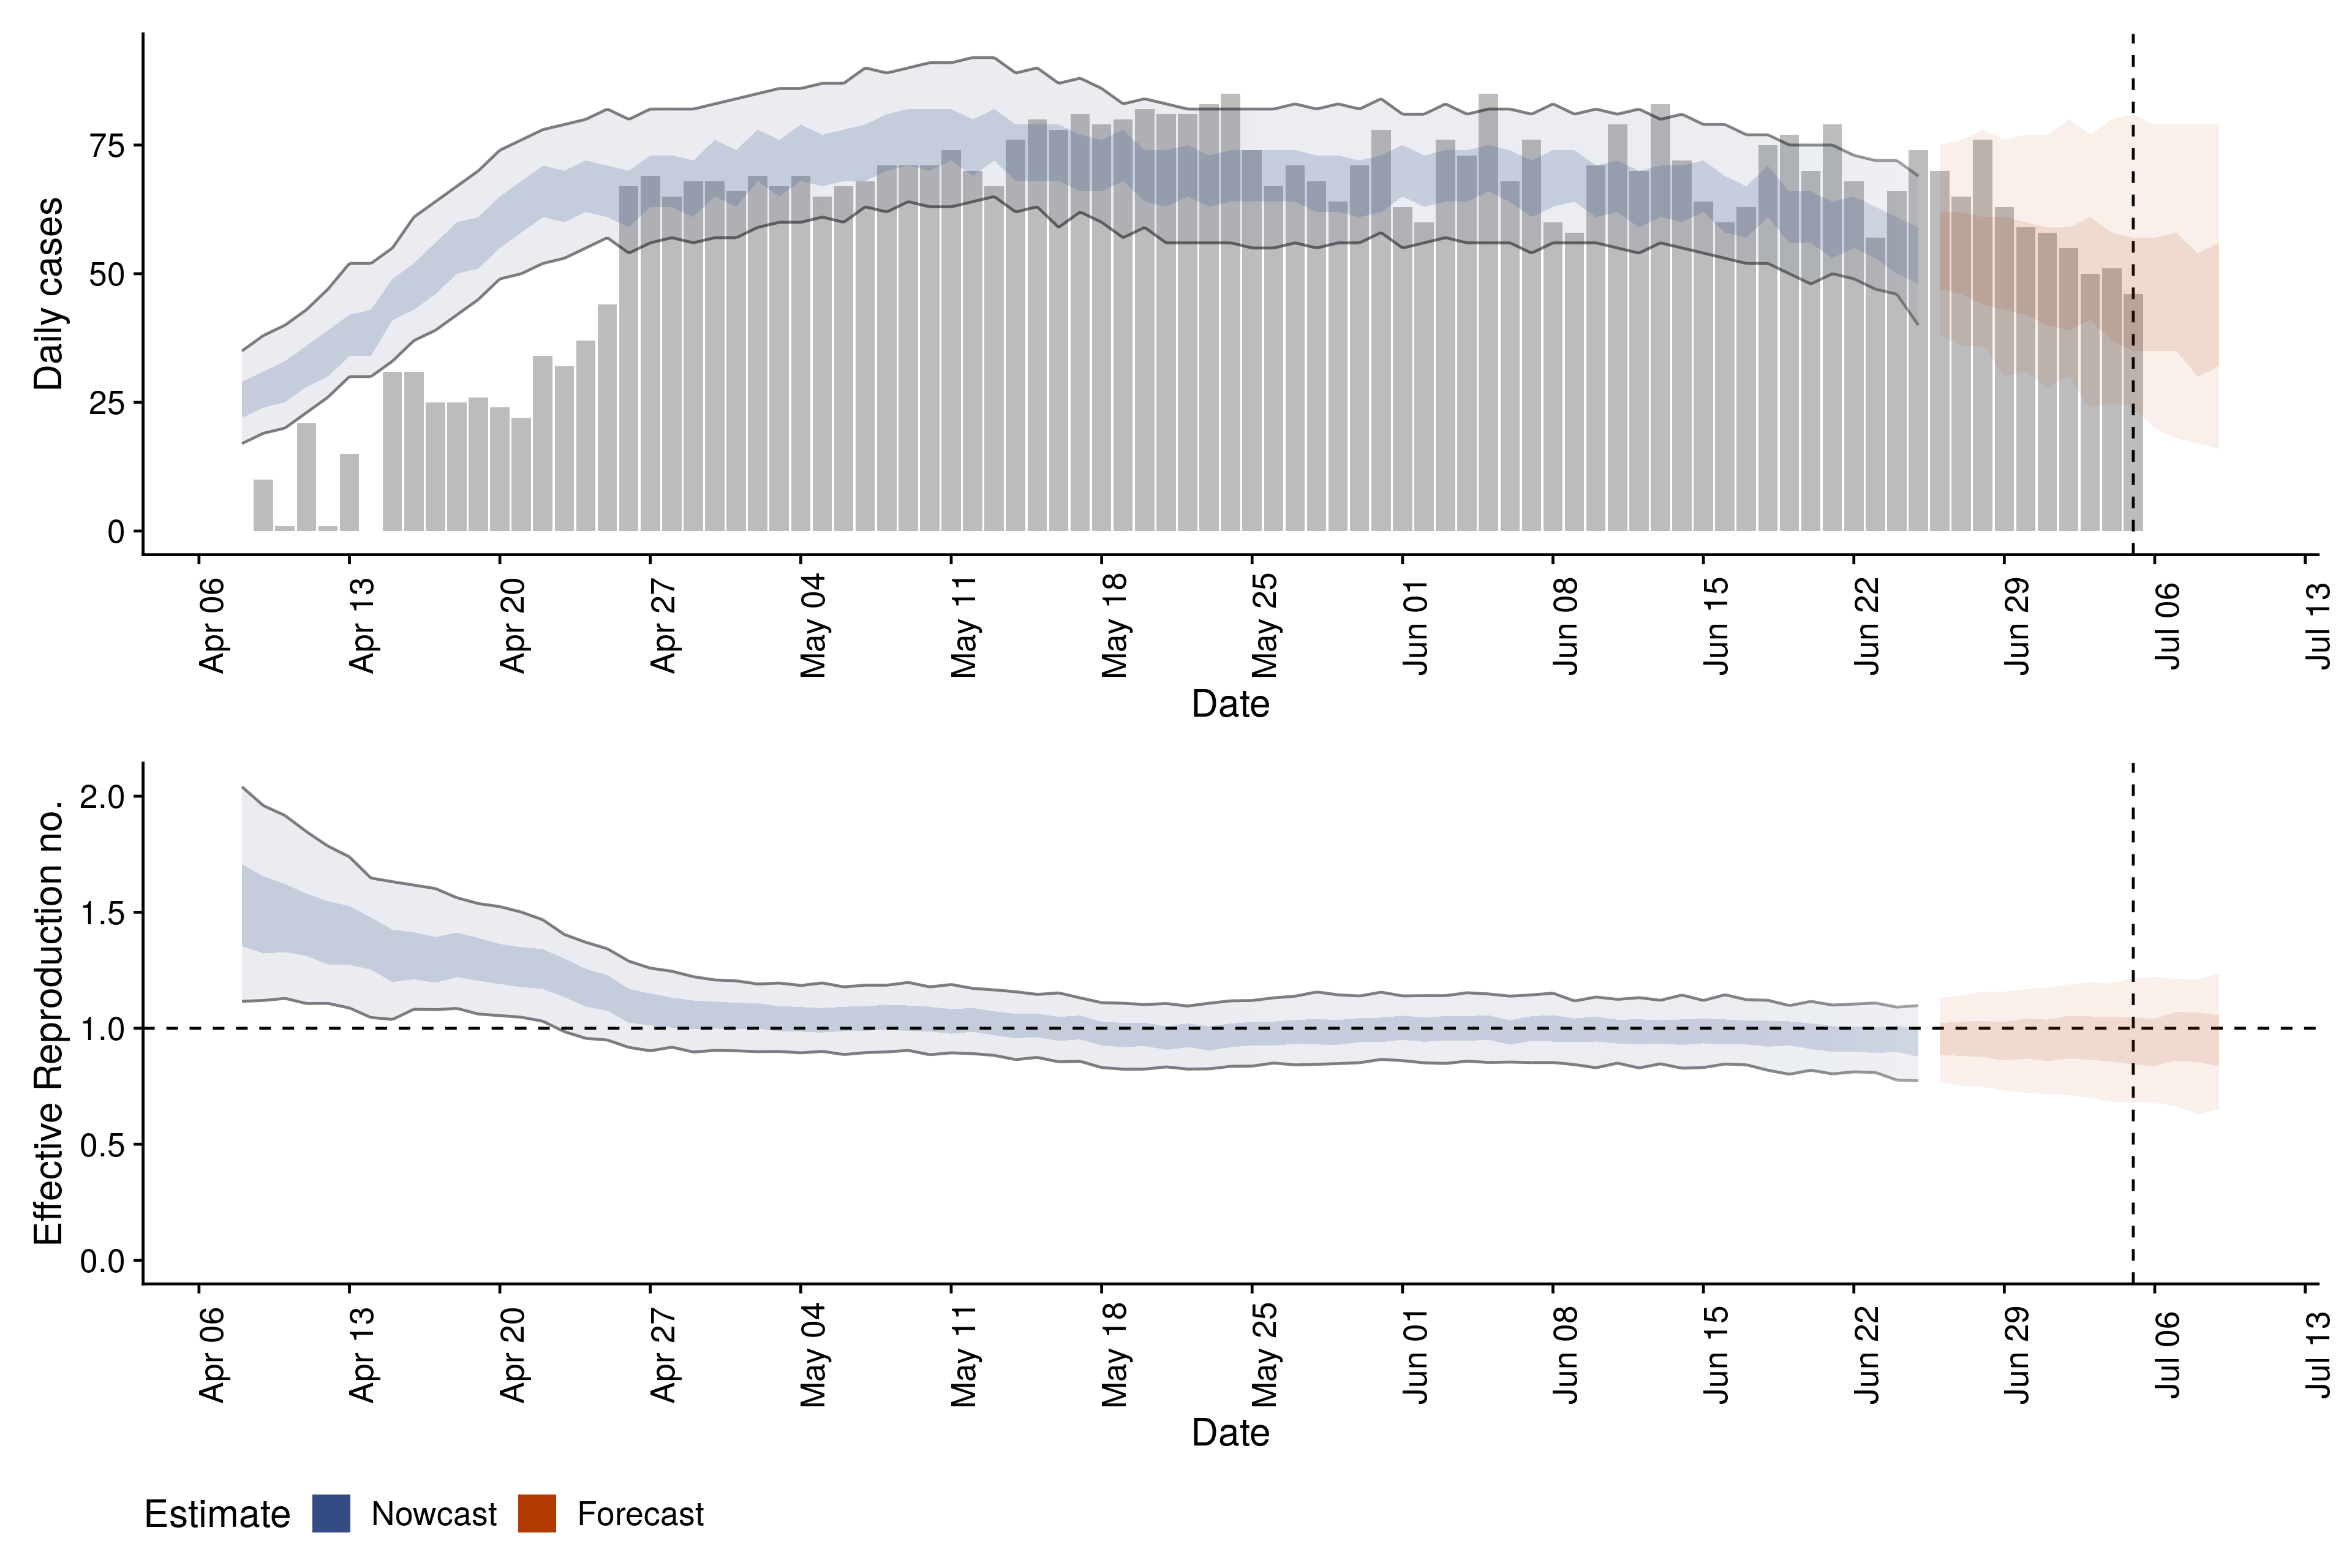 Daily cases
75
50
25
0
Apr 06
Apr 13
Apr 20
Apr 27
May 04
May 11
May 18
May 25
Jun 01
Jun 08
Jun 15
Jun 22
Jun 29
Jul 06
Jul 13
Date
Effective Reproduction no.
2.0
1.5
1.0
0.5
0.0
Apr 06
Apr 13
Apr 20
Apr 27
May 04
May 11
May 18
May 25
Jun 01
Jun 08
Jun 15
Jun 22
Jun 29
Jul 06
Jul 13
Date
Estimate Nowcast Forecast